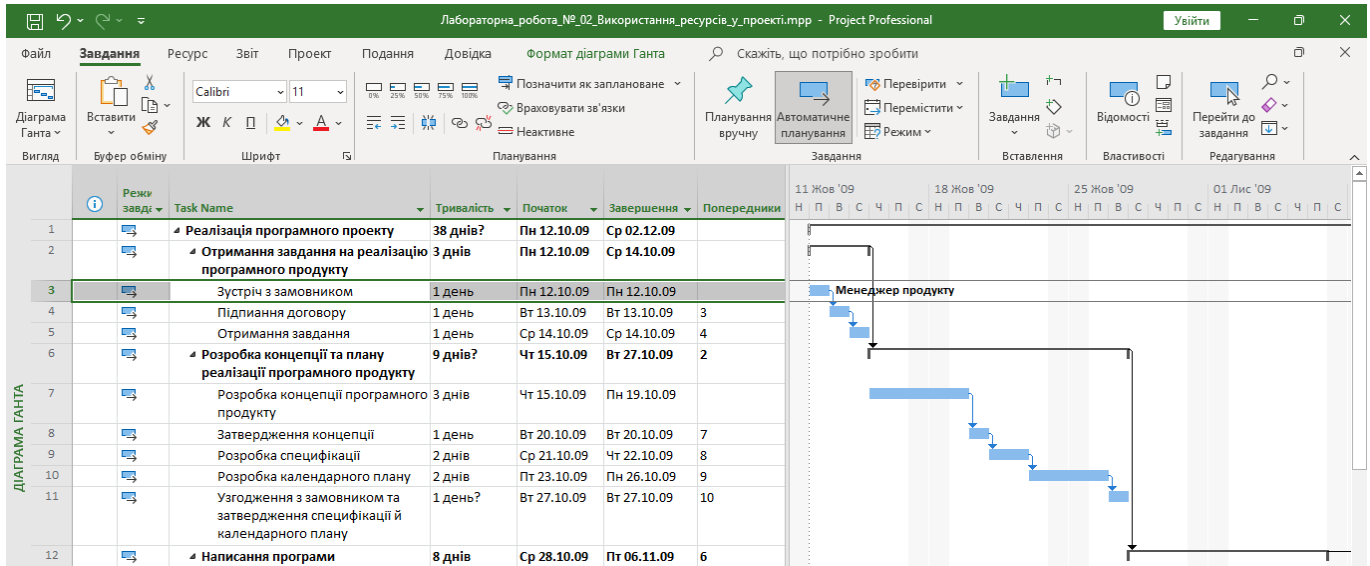 Лабораторна_робота_№_02_Використання_ресурсів_у_проекті.mpp - Project Professional
Увійти
Файл Завдання Ресурс Звіт Проект Подання Довідка Формат діаграми Ганта Скажіть, що потрібно зробити
Діаграма Ганта
Вставити
Calibri 11
Ж К П А
0% 25% 50% 75% 100%
Позначити як заплановане
Враховувати зв'язки
Неактивне
Планування вручну
Автоматичне планування
Перевірити
Перемістити
Режим
Завдання
Відомості
Перейти до завдання
Вигляд Буфер обміну Шрифт Планування Завдання Вставлення Властивості Редагування
Режи завда Task Name Тривалість Початок Завершення Попередники
11 Жов '09 18 Жов '09 25 Жов '09 01 Лис '09
Н П В С Ч П С Н П В С Ч П С Н П В С Ч П С Н П В С Ч П С
1 Реалізація програмного проекту 38 днів? Пн 12.10.09 Ср 02.12.09
2 Отримання завдання на реалізацію 3 днів Пн 12.10.09 Ср 14.10.09
програмного продукту
3 Зустріч з замовником 1 день Пн 12.10.09 Пн 12.10.09
Менеджер продукту
4 Підпиання договору 1 день Вт 13.10.09 Вт 13.10.09 3
5 Отримання завдання 1 день Ср 14.10.09 Ср 14.10.09 4
6 Розробка концепції та плану 9 днів? Чт 15.10.09 Вт 27.10.09 2
реалізації програмного продукту
7 Розробка концепції програмного 3 днів Чт 15.10.09 Пн 19.10.09
продукту
8 Затвердження концепції 1 день Вт 20.10.09 Вт 20.10.09 7
9 Розробка специфікації 2 днів Ср 21.10.09 Чт 22.10.09 8
10 Розробка календарного плану 2 днів Пт 23.10.09 Пн 26.10.09 9
11 Узгодження з замовником та 1 день? Вт 27.10.09 Вт 27.10.09 10
затвердження специфікації й
календарного плану
12 Написання програми 8 днів Ср 28.10.09 Пт 06.11.09 6
ДІАГРАМА ГАНТА